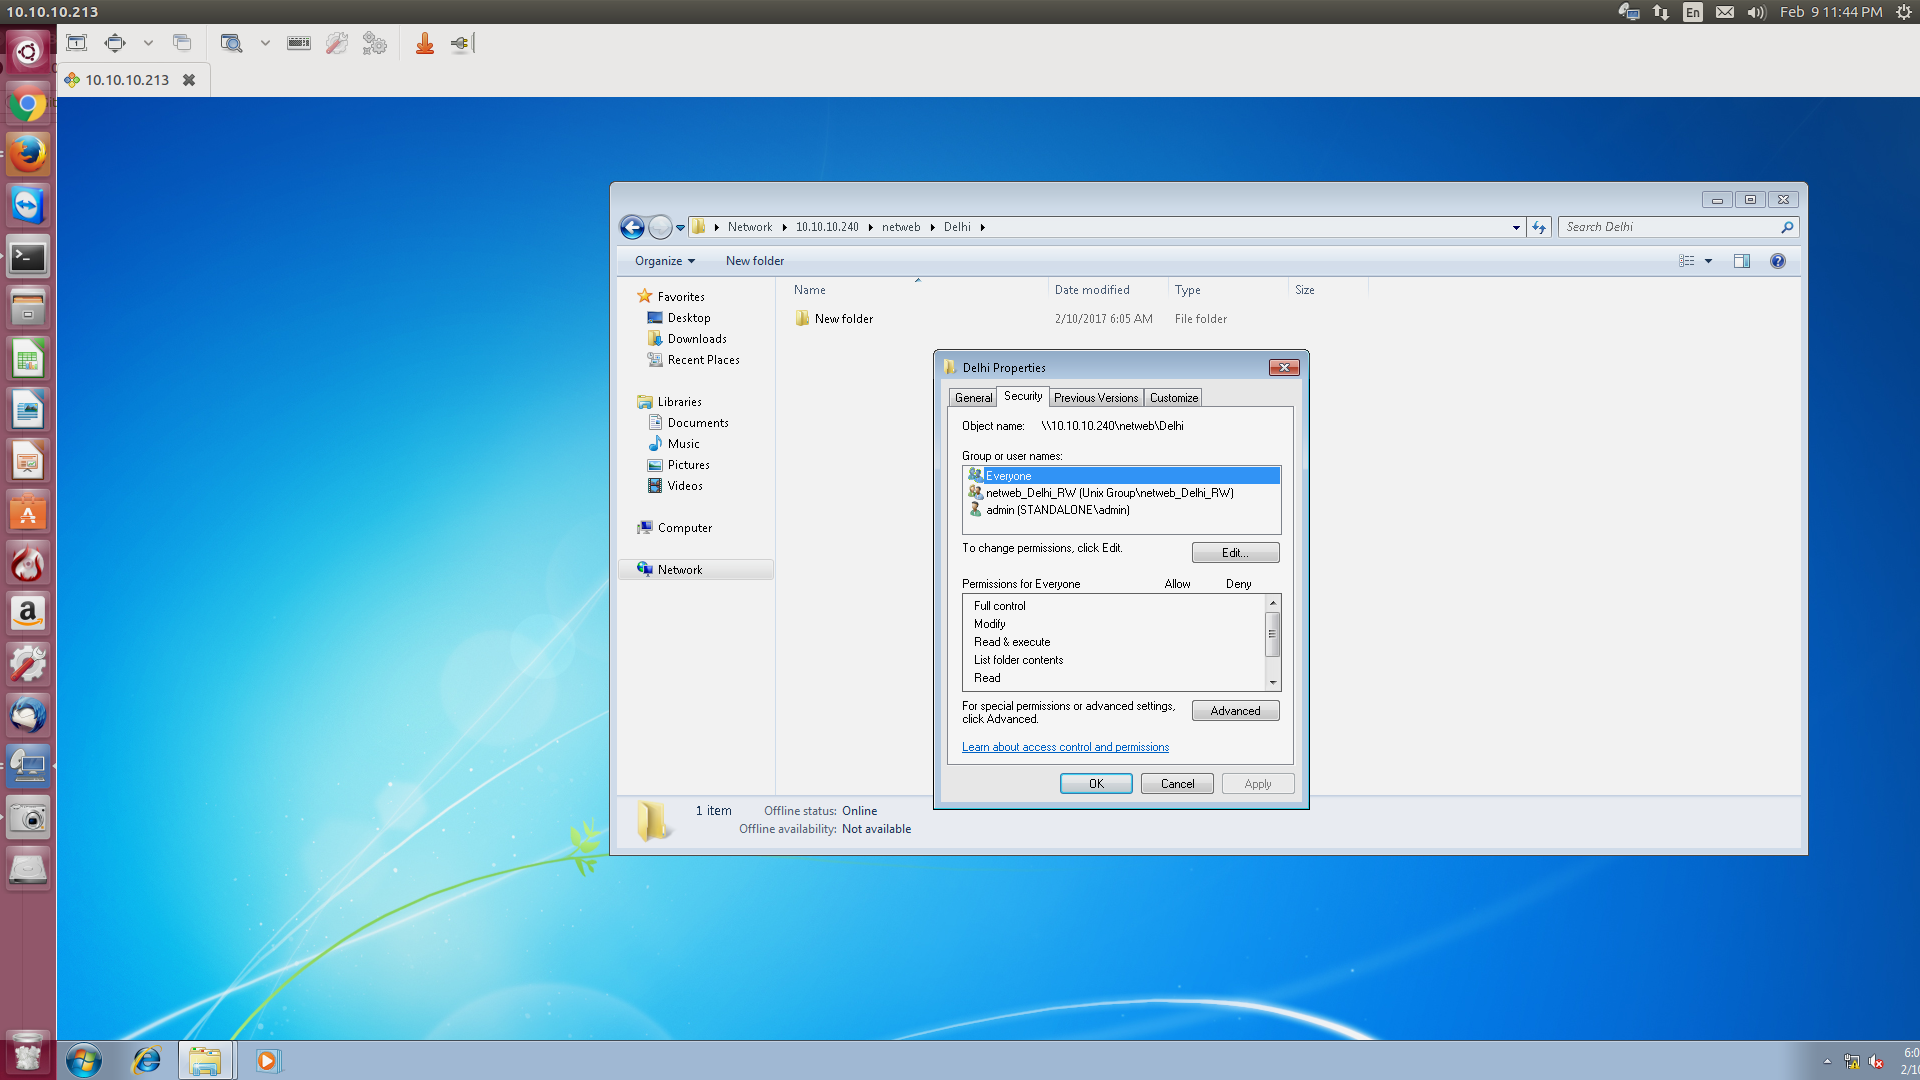 10.10.10.213
En
Feb 9 11:44 PM
10.10.10.213
Network
10.10.10.240
netweb
Delhi
Search Delhi
Organize
New folder
Name
Date modified
Type
Size
Favorites
Desktop
Downloads
Recent Places
Libraries
Documents
Music
Pictures
Videos
Computer
Network
New folder
2/10/2017 6:05 AM
File folder
Delhi Properties
General
Security
Previous Versions
Customize
Object name: \\10.10.10.240\netweb\Delhi
Group or user names:
Everyone
netweb_Delhi_RW (Unix Group\netweb_Delhi_RW)
admin (STANDALONE\admin)
To change permissions, click Edit.
Edit...
Permissions for Everyone
Allow
Deny
Full control
Modify
Read & execute
List folder contents
Read
For special permissions or advanced settings,
click Advanced.
Advanced
Learn about access control and permissions
OK
Cancel
Apply
1 item
Offline status: Online
Offline availability: Not available